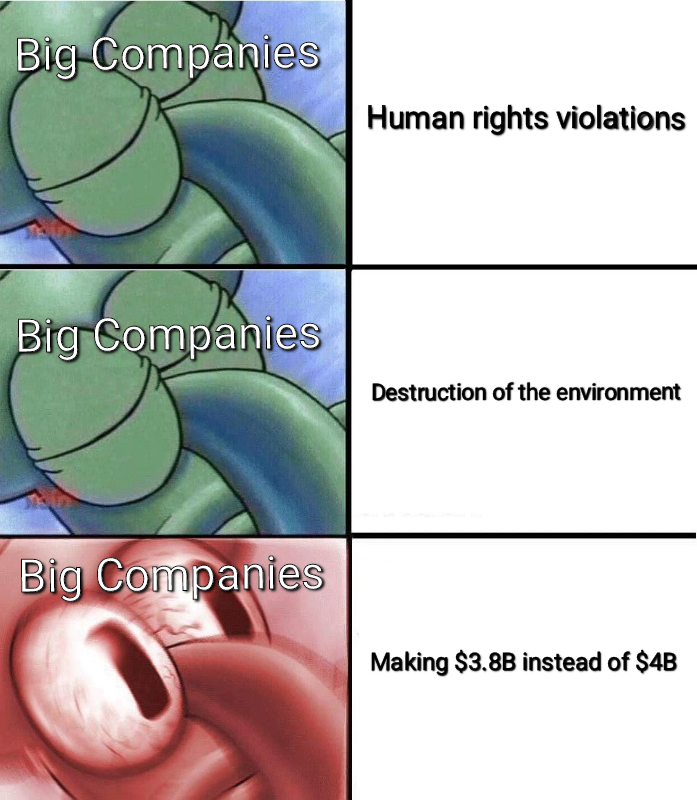 Big Companies
Human rights violations
Big Companies
Destruction of the environment
Big Companies
Making $3.8B instead of $4B